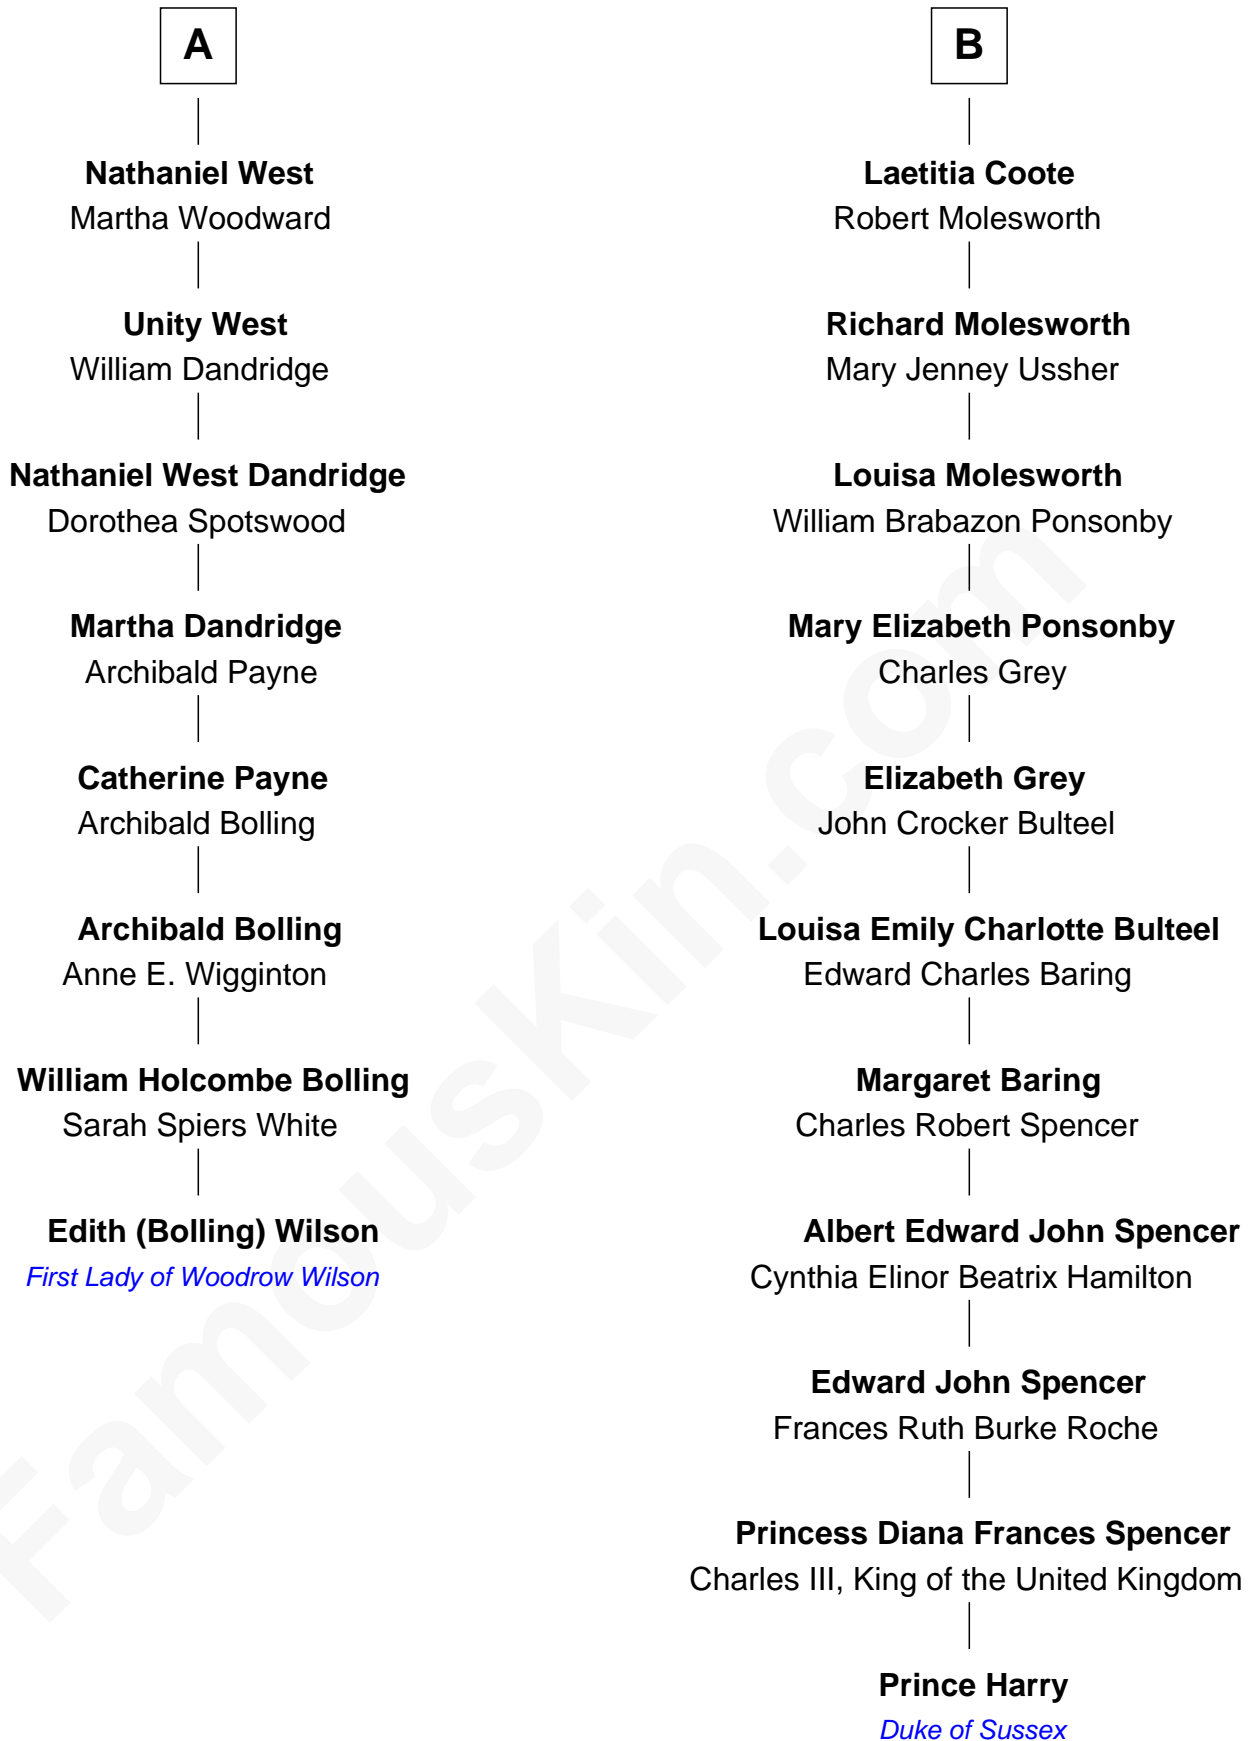 A
Nathaniel West
Martha Woodward
Unity West
William Dandridge
Nathaniel West Dandridge
Dorothea Spotswood
Martha Dandridge
Archibald Payne
Catherine Payne
Archibald Bolling
Archibald Bolling
Anne E. Wigginton
William Holcombe Bolling
Sarah Spiers White
Edith (Bolling) Wilson
First Lady of Woodrow Wilson
B
Laetitia Coote
Robert Molesworth
Richard Molesworth
Mary Jenney Ussher
Louisa Molesworth
William Brabazon Ponsonby
Mary Elizabeth Ponsonby
Charles Grey
Elizabeth Grey
John Crocker Bulteel
Louisa Emily Charlotte Bulteel
Edward Charles Baring
Margaret Baring
Charles Robert Spencer
Albert Edward John Spencer
Cynthia Elinor Beatrix Hamilton
Edward John Spencer
Frances Ruth Burke Roche
Princess Diana Frances Spencer
Charles III, King of the United Kingdom
Prince Harry
Duke of Sussex
FamousKin.com